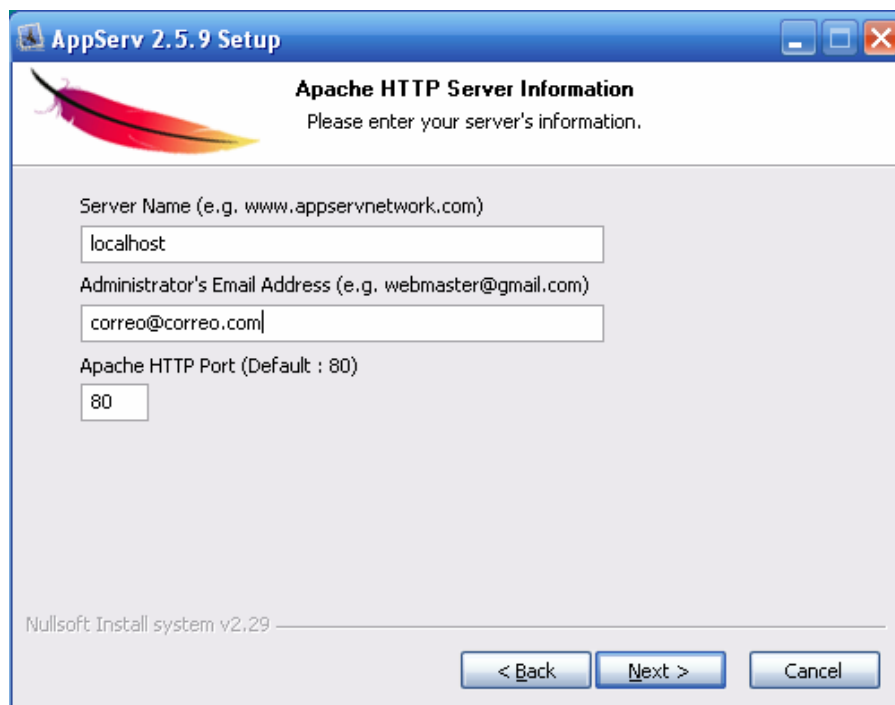 AppServ 2.5.9 Setup
Apache HTTP Server Information
Please enter your server's information.
Server Name (e.g. www.appservnetwork.com)
localhost
Administrator's Email Address (e.g. webmaster@gmail.com)
correo@correo.com
Apache HTTP Port (Default : 80)
80
Nullsoft Install system v2.29
< Back Next > Cancel